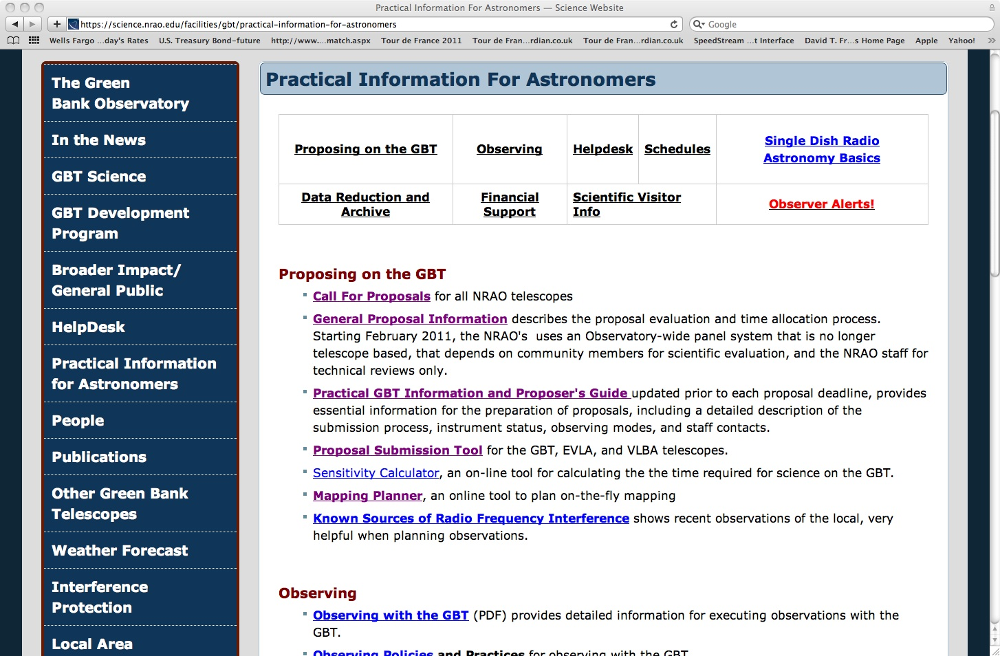 Practical Information For Astronomers — Science Website
https://science.nrao.edu/facilities/gbt/practical-information-for-astronomers
Google
Wells Fargo ...day's Rates U.S. Treasury Bond-future http://www....match.aspx Tour de France 2011 Tour de Fran...rdian.co.uk Tour de Fran...rdian.co.uk SpeedStream ...t Interface David T. Fr...s Home Page Apple Yahoo!
The Green
Bank Observatory
In the News
GBT Science
GBT Development
Program
Broader Impact/
General Public
HelpDesk
Practical Information
for Astronomers
People
Publications
Other Green Bank
Telescopes
Weather Forecast
Interference
Protection
Local Area
Practical Information For Astronomers
Proposing on the GBT Observing Helpdesk Schedules Single Dish Radio
Astronomy Basics
Data Reduction and
Archive
Financial
Support
Scientific Visitor
Info
Observer Alerts!
Proposing on the GBT
Call For Proposals for all NRAO telescopes
General Proposal Information describes the proposal evaluation and time allocation process.
Starting February 2011, the NRAO's  uses an Observatory-wide panel system that is no longer
telescope based, that depends on community members for scientific evaluation, and the NRAO staff for
technical reviews only.
Practical GBT Information and Proposer's Guide updated prior to each proposal deadline, provides
essential information for the preparation of proposals, including a detailed description of the
submission process, instrument status, observing modes, and staff contacts.
Proposal Submission Tool for the GBT, EVLA, and VLBA telescopes.
Sensitivity Calculator, an on-line tool for calculating the the time required for science on the GBT.
Mapping Planner, an online tool to plan on-the-fly mapping
Known Sources of Radio Frequency Interference shows recent observations of the local, very
helpful when planning observations.
Observing
Observing with the GBT (PDF) provides detailed information for executing observations with the
GBT.
Observing Policies and Practices for observing with the GBT